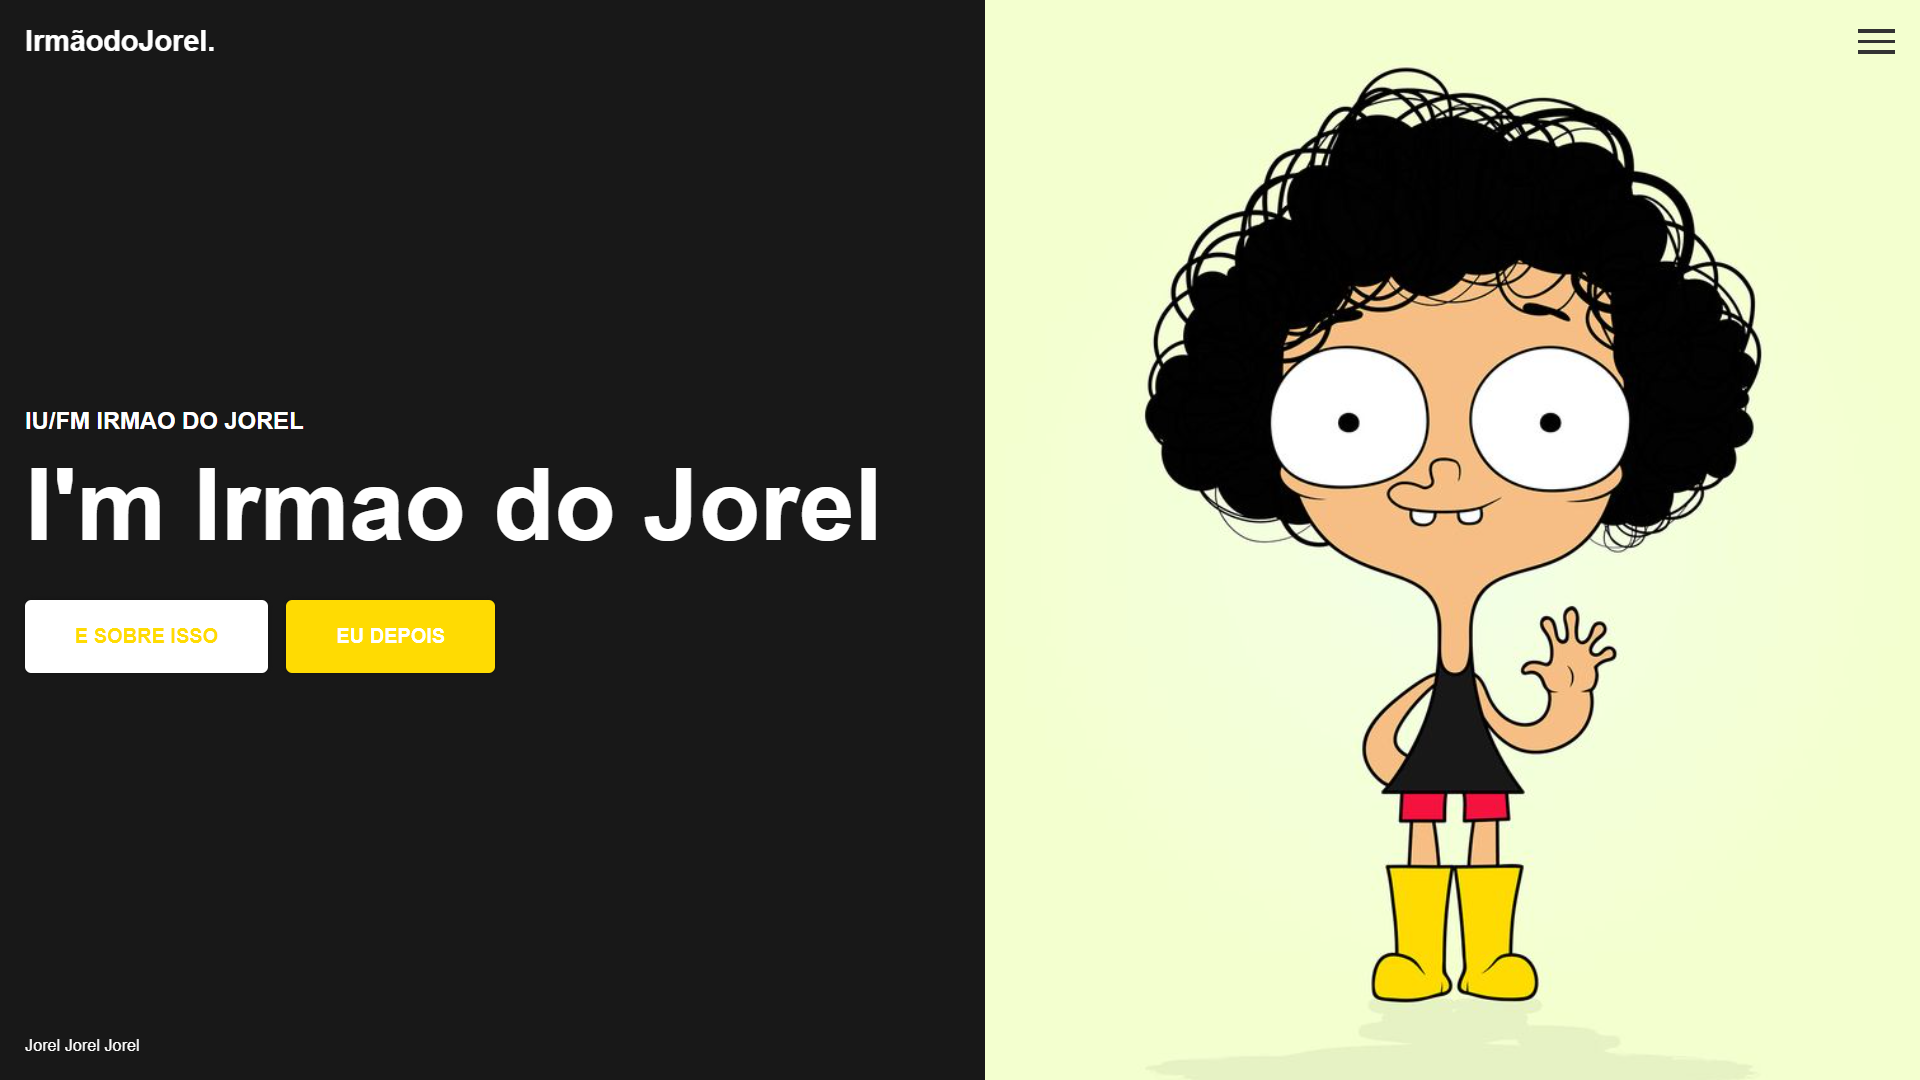 IrmãodoJorel.
IU/FM IRMAO DO JOREL
I'm Irmao do Jorel
E SOBRE ISSO
EU DEPOIS
Jorel Jorel Jorel